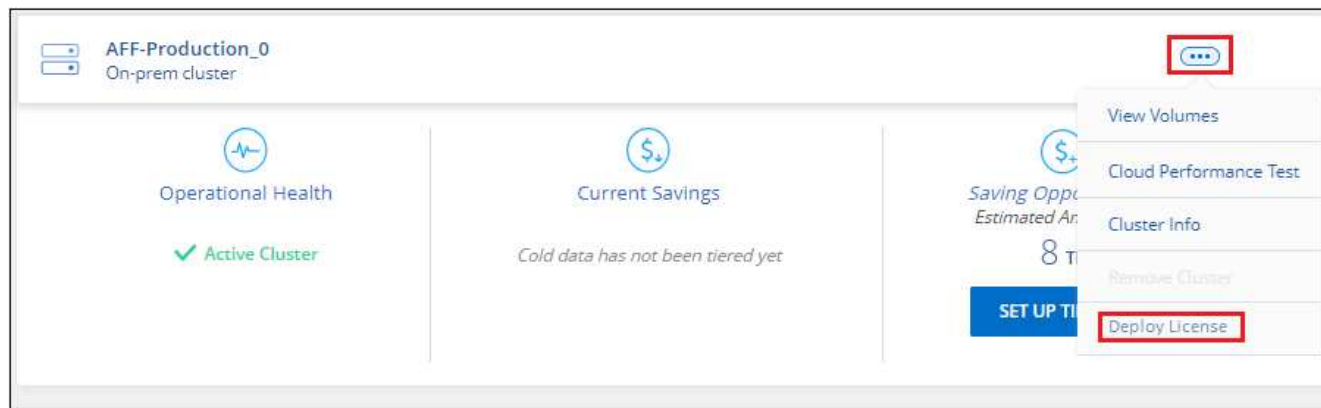 AFF-Production_0
On-prem cluster
Operational Health
Active Cluster
Current Savings
Cold data has not been tiered yet
Saving Oppo
Estimated An
8 TI
SET UP TI
View Volumes
Cloud Performance Test
Cluster Info
Remove Cluster
Deploy License